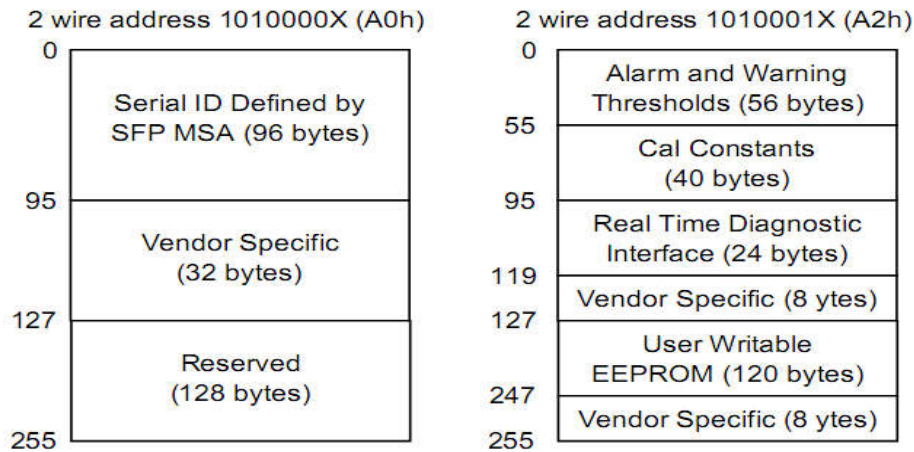 2 wire address 1010000X (A0h)
0
Serial ID Defined by
SFP MSA (96 bytes)
95
Vendor Specific
(32 bytes)
127
Reserved
(128 bytes)
255
2 wire address 1010001X (A2h)
0
Alarm and Warning
Thresholds (56 bytes)
55
Cal Constants
(40 bytes)
95
Real Time Diagnostic
Interface (24 bytes)
119
Vendor Specific (8 ytes)
127
User Writable
EEPROM (120 bytes)
247
Vendor Specific (8 ytes)
255